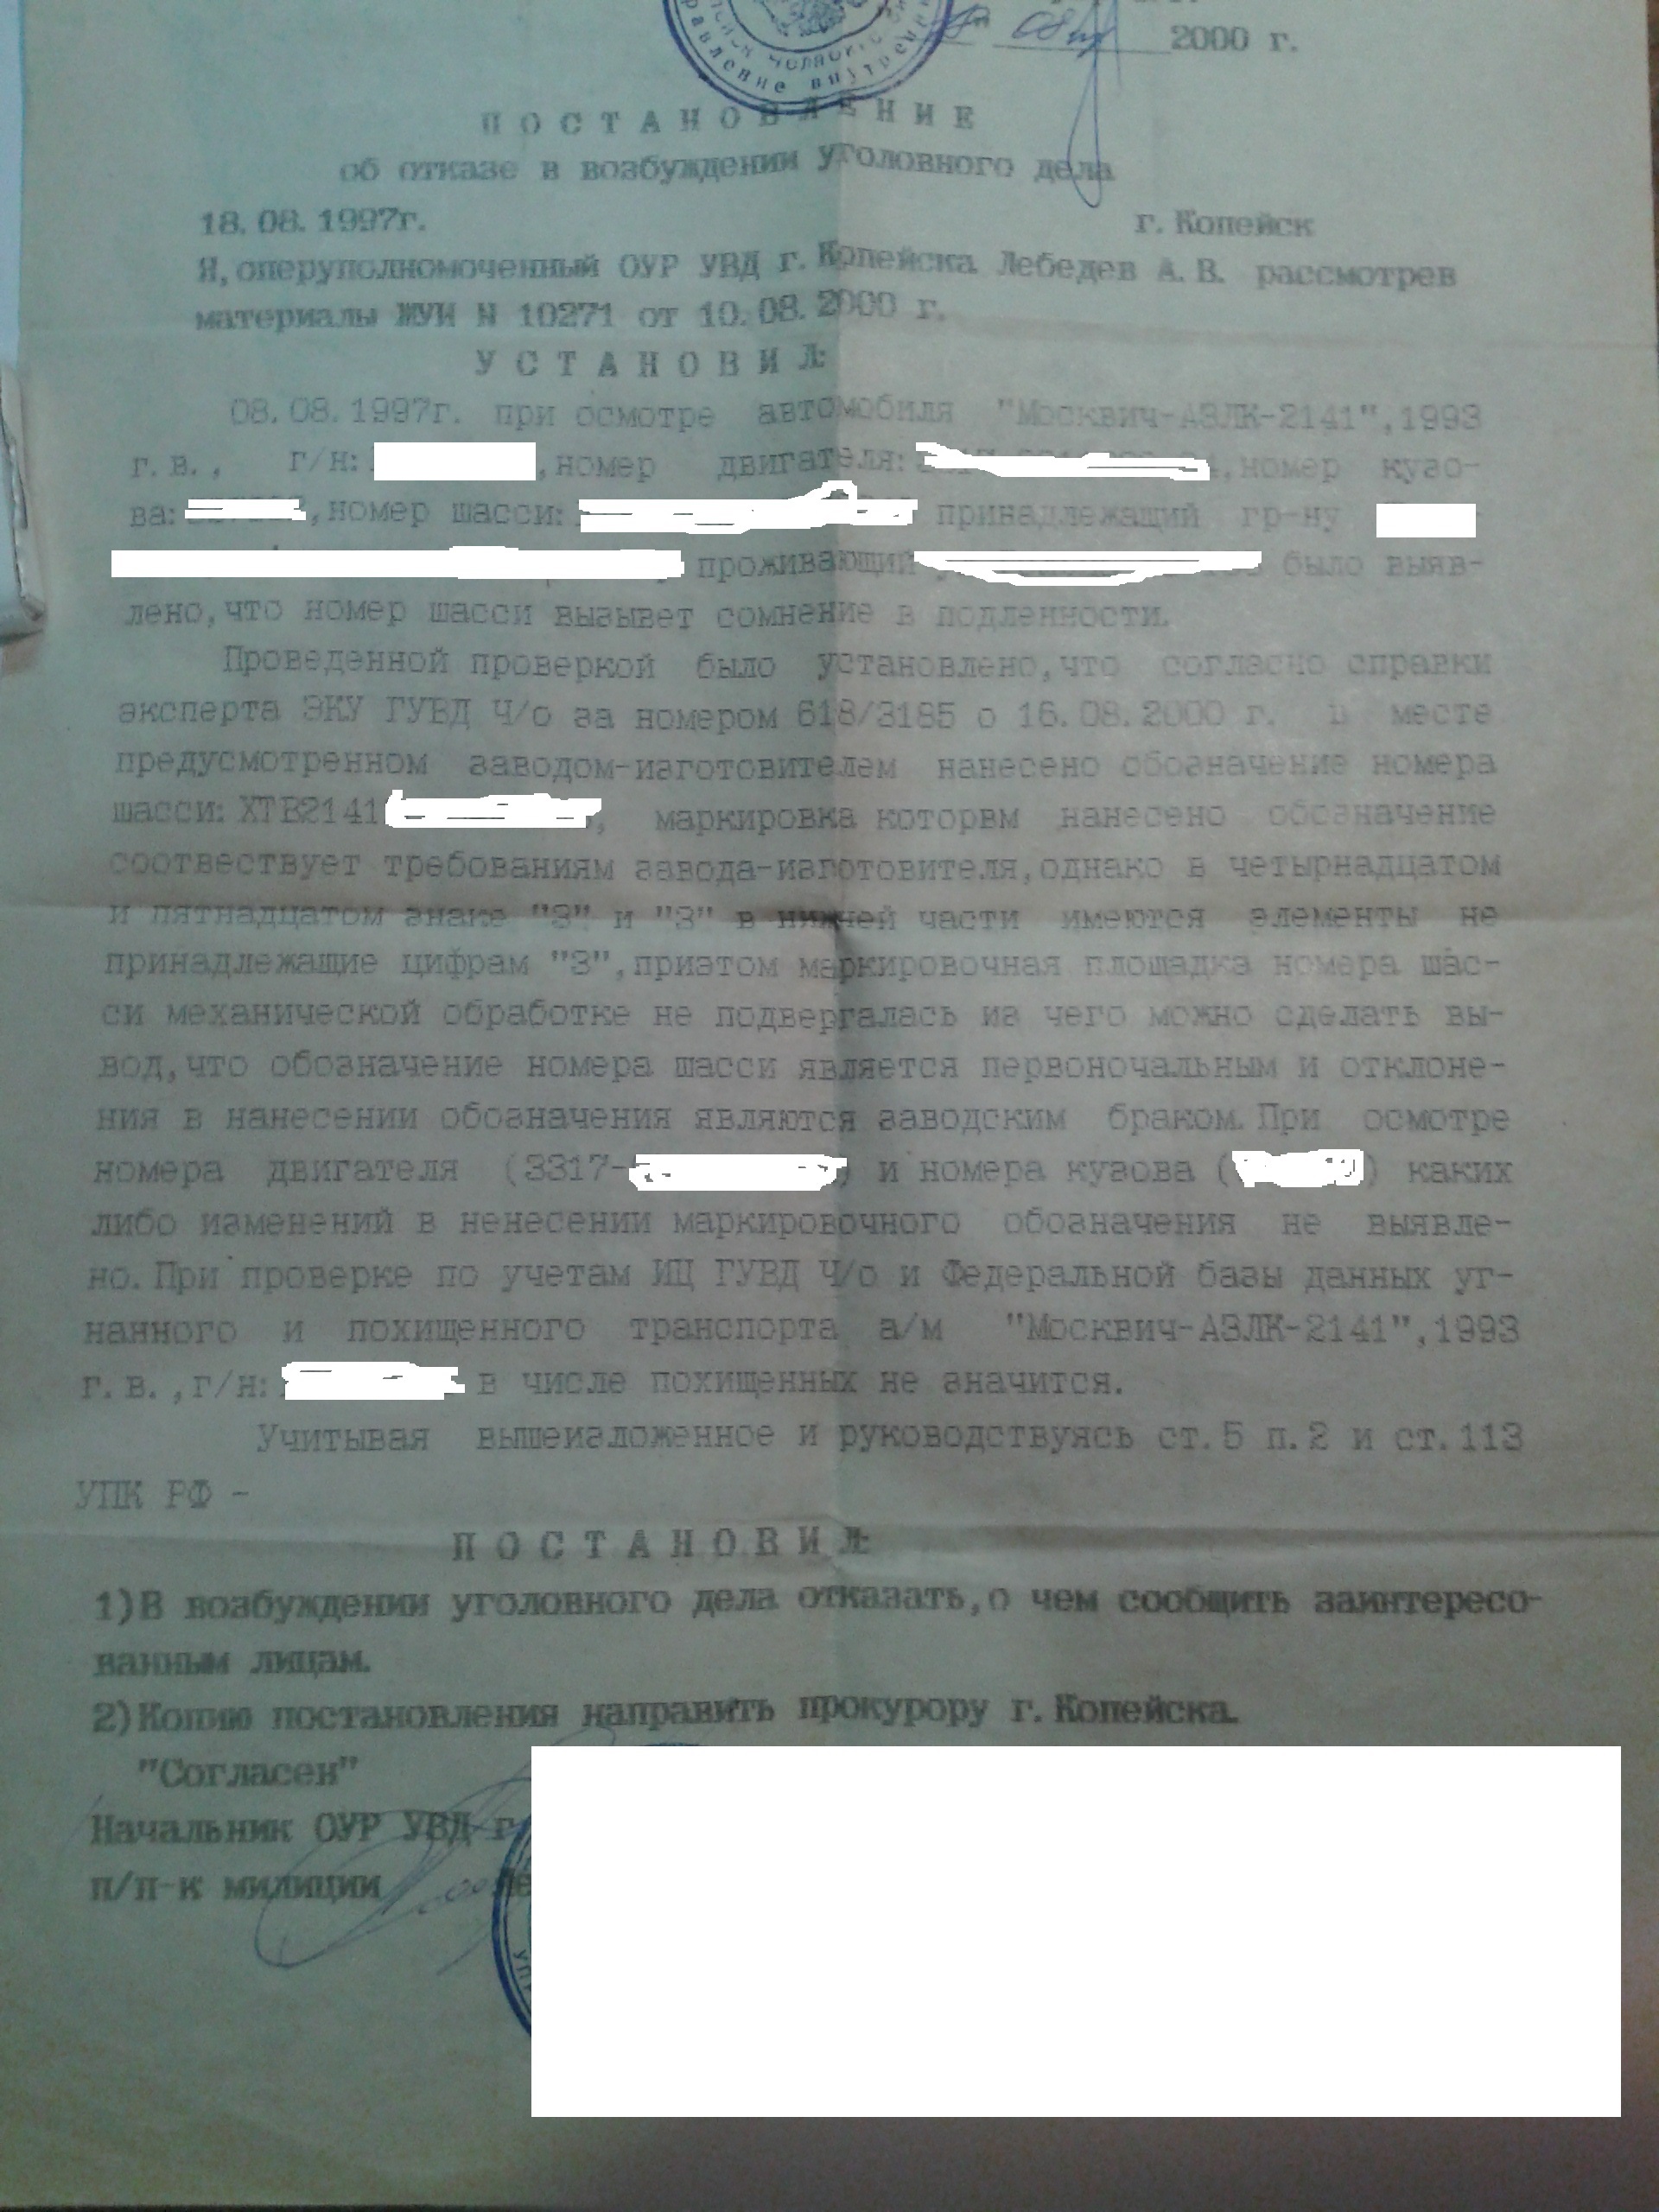 2000 г.
ПОСТАНОВЛЕНИЕ
об отказе в возбуждении уголовного дела
18.08.1997г. г. Копейск
Я,оперуполномоченный ОУР УВД г. Копейска Лебедев А.В. рассмотрев
материалы ЖУИ N 10271 от 10.08.2000 г.
УСТАНОВИЛ:
08.08.1997г. при осмотре автомобиля "Москвич-АЗЛК-2141",1993
г.в., г/н: ,номер двигателя: ,номер кузо-
ва: ,номер шасси: принадлежащий гр-ну
проживающий было выяв-
лено,что номер шасси вызывет сомнение в подленности.
Проведенной проверкой было установлено,что согласно справки
эксперта ЭКУ ГУВД Ч/о за номером 618/3185 о 16.08.2000 г. в месте
предусмотренном заводом-изготовителем нанесено обозначение номера
шасси: ХТВ2141 , маркировка которвм нанесено обозначение
соотвествует требованиям завода-изготовителя,однако в четырнадцатом
и пятнадцатом знаке "3" и "3" в нижней части имеются элементы не
принадлежащие цифрам "3",приэтом маркировочная площадка номера шас-
си механической обработке не подвергалась из чего можно сделать вы-
вод,что обозначение номера шасси является первоночальным и отклоне-
ния в нанесении обозначения являются заводским браком.При осмотре
номера двигателя (3317- ) и номера кузова ( ) каких
либо изменений в ненесении маркировочного обозначения не выявле-
но.При проверке по учетам ИЦ ГУВД Ч/о и Федеральной базы данных уг-
нанного и похищенного транспорта а/м "Москвич-АЗЛК-2141",1993
г.в.,г/н: в числе похищенных не значится.
Учитывая вышеизложенное и руководствуясь ст.5 п.2 и ст.113
УПК РФ -
ПОСТАНОВИЛ:
1)В возбуждении уголовного дела отказать,о чем сообщить заинтересо-
ванным лицам.
2)Копию постановления направить прокурору г.Копейска.
"Согласен"
Начальник ОУР УВД г.
п/п-к милиции